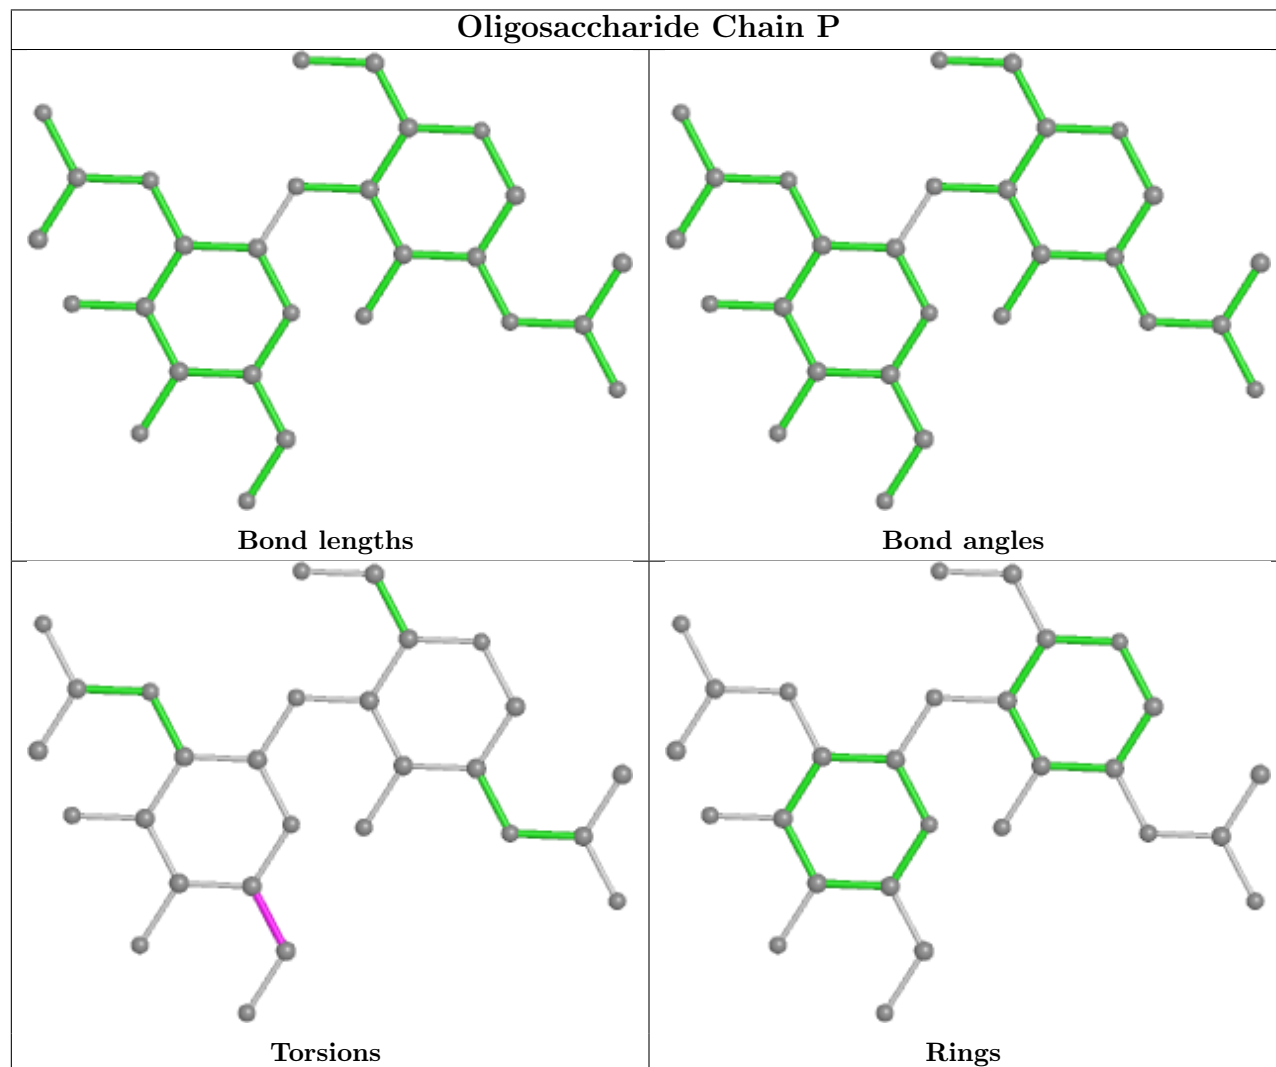 Oligosaccharide Chain P
Bond lengths
Bond angles
Torsions
Rings